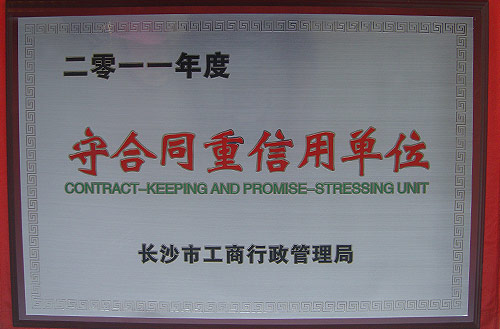 二零一一年度
守合同重信用单位
CONTRACT-KEEPING AND PROMISE-STRESSING UNIT
长沙市工商行政管理局